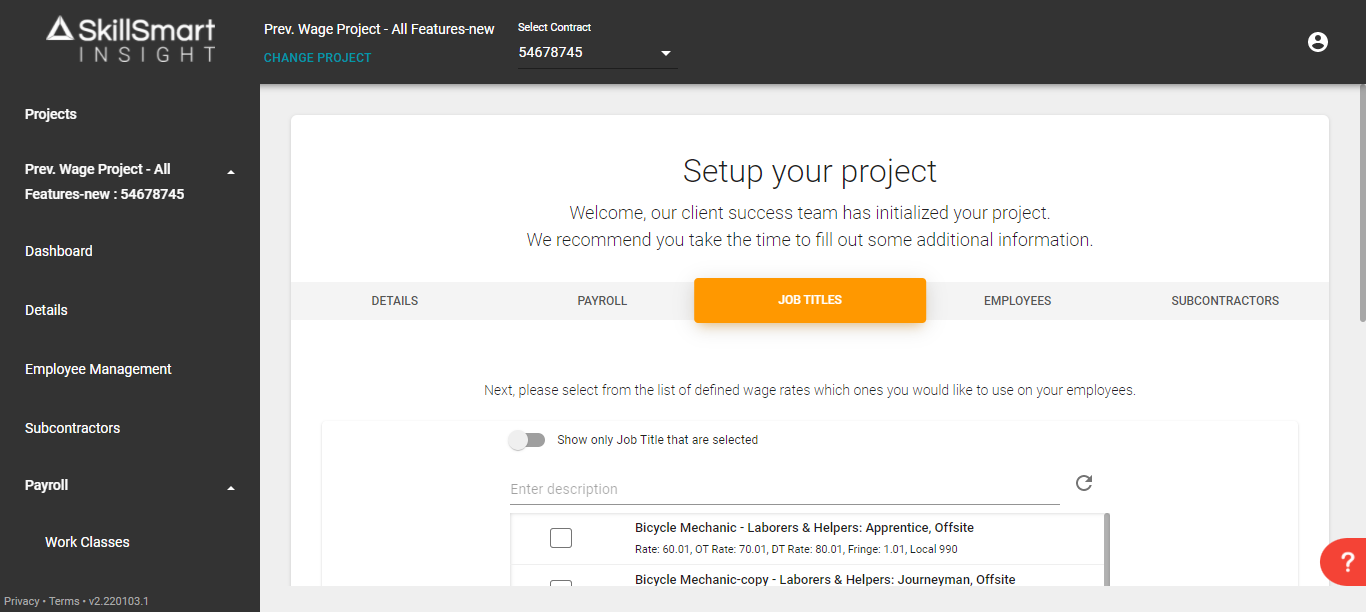 SkillSmart
INSIGHT
Prev. Wage Project - All Features-new
CHANGE PROJECT
Select Contract
54678745
Projects
Prev. Wage Project - All
Features-new : 54678745
Dashboard
Details
Employee Management
Subcontractors
Payroll
Work Classes
Privacy • Terms • v2.220103.1
Setup your project
Welcome, our client success team has initialized your project.
We recommend you take the time to fill out some additional information.
DETAILS PAYROLL JOB TITLES EMPLOYEES SUBCONTRACTORS
Next, please select from the list of defined wage rates which ones you would like to use on your employees.
Show only Job Title that are selected
Enter description
Bicycle Mechanic - Laborers & Helpers: Apprentice, Offsite
Rate: 60.01, OT Rate: 70.01, DT Rate: 80.01, Fringe: 1.01, Local 990
Bicycle Mechanic-copy - Laborers & Helpers: Journeyman, Offsite
?